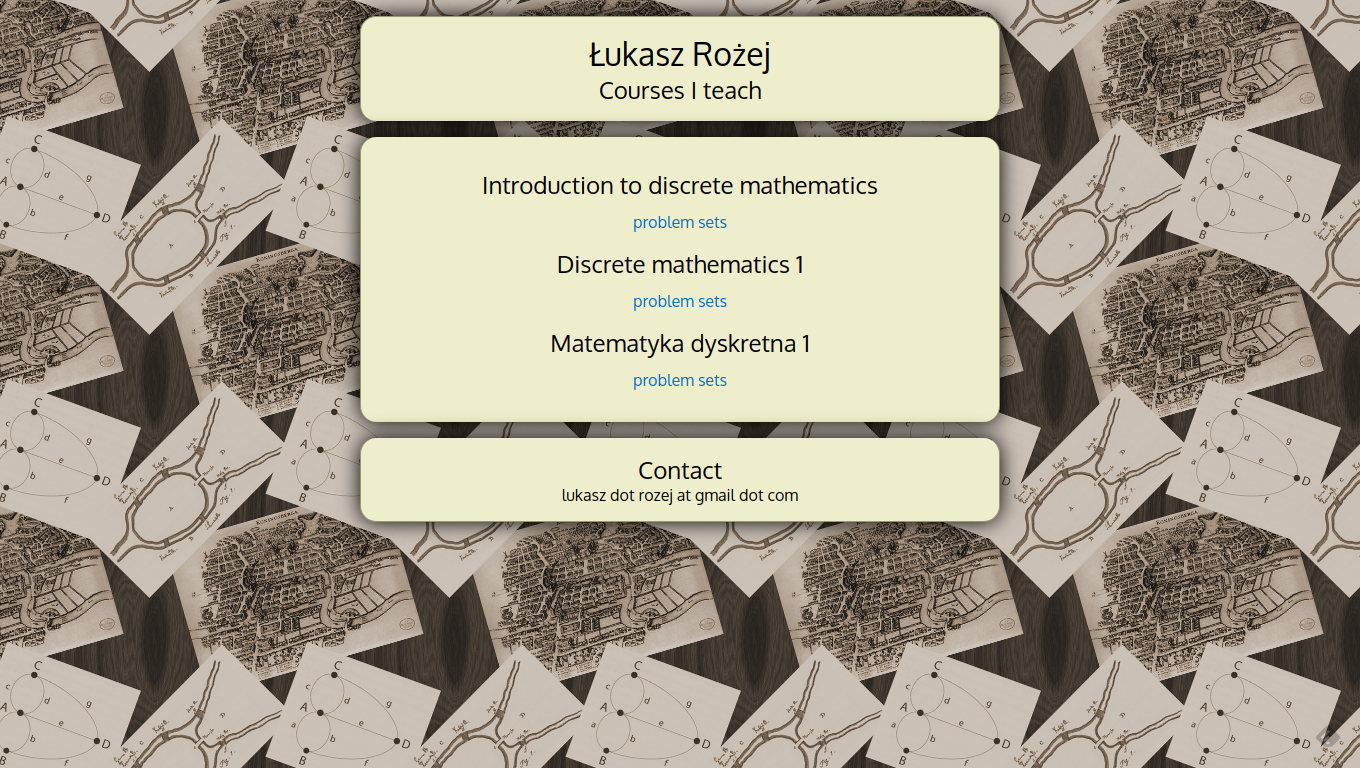 Łukasz Rożej
Courses I teach
Introduction to discrete mathematics
problem sets
Discrete mathematics 1
problem sets
Matematyka dyskretna 1
problem sets
Contact
lukasz dot rozej at gmail dot com
KONINGSBERGA
C
c
d
g
A
e
a
b
D
B
f